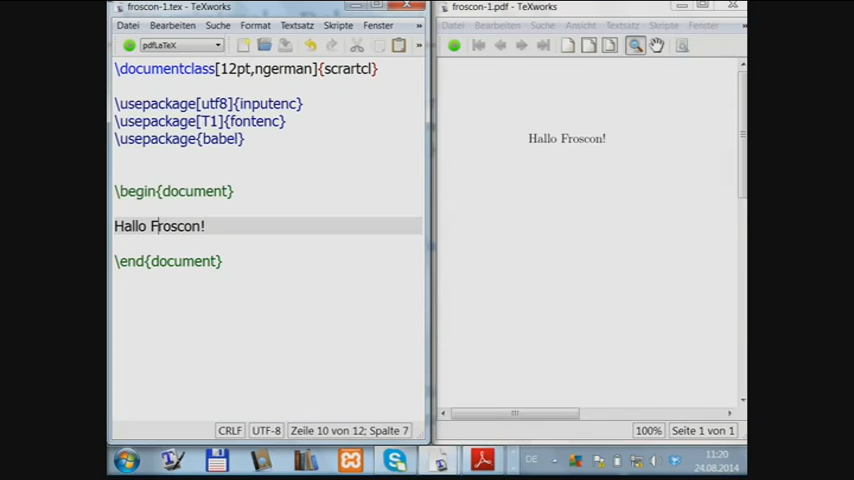 froscon-1.tex - TeXworks
Datei Bearbeiten Suche Format Textsatz Skripte Fenster
pdfLaTeX
\documentclass[12pt,ngerman]{scrartcl}
\usepackage[utf8]{inputenc}
\usepackage[T1]{fontenc}
\usepackage{babel}
\begin{document}
Hallo Froscon!
\end{document}
CRLF UTF-8 Zeile 10 von 12; Spalte 7
froscon-1.pdf - TeXworks
Datei Bearbeiten Suche Ansicht Textsatz Skripte Fenster
Hallo Froscon!
100% Seite 1 von 1
DE
11:20
24.08.2014